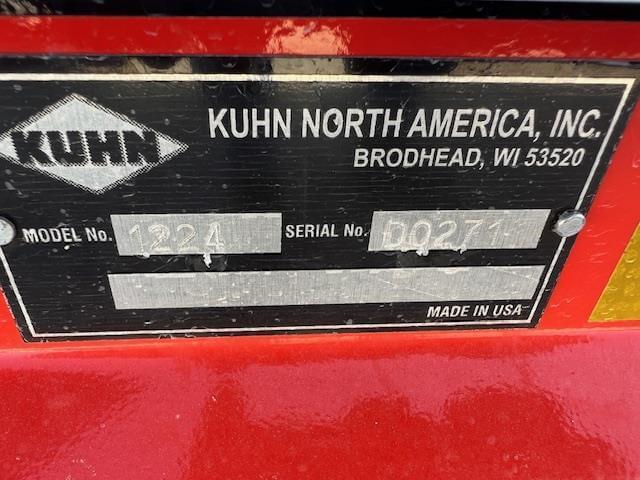 KUHN
KUHN NORTH AMERICA, INC.
BRODHEAD, WI 53520
MODEL No. 1224 SERIAL No. D0271
MADE IN USA